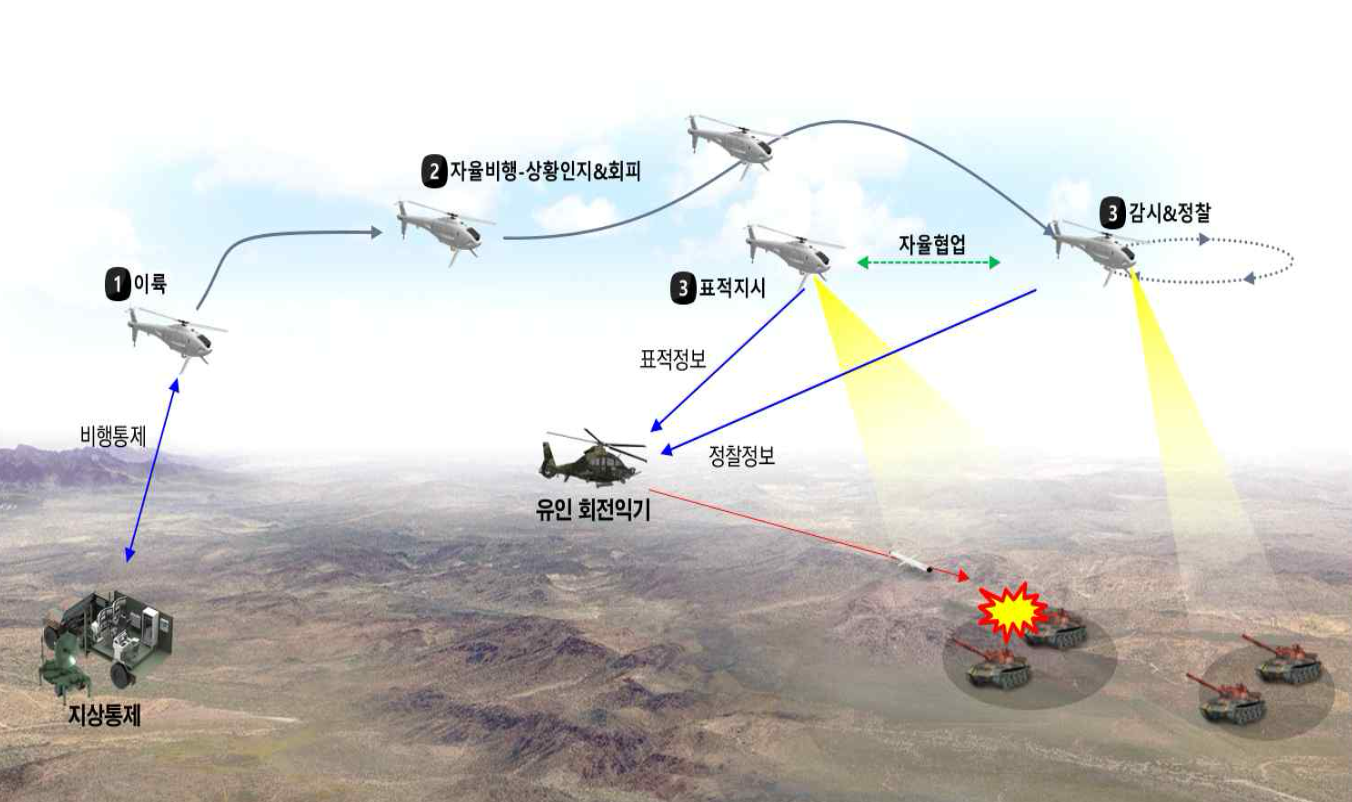 2 자율비행-상황인지&회피
3 감시&정찰
자율협업
1 이륙
3 표적지시
표적정보
비행통제
정찰정보
유인 회전익기
지상통제